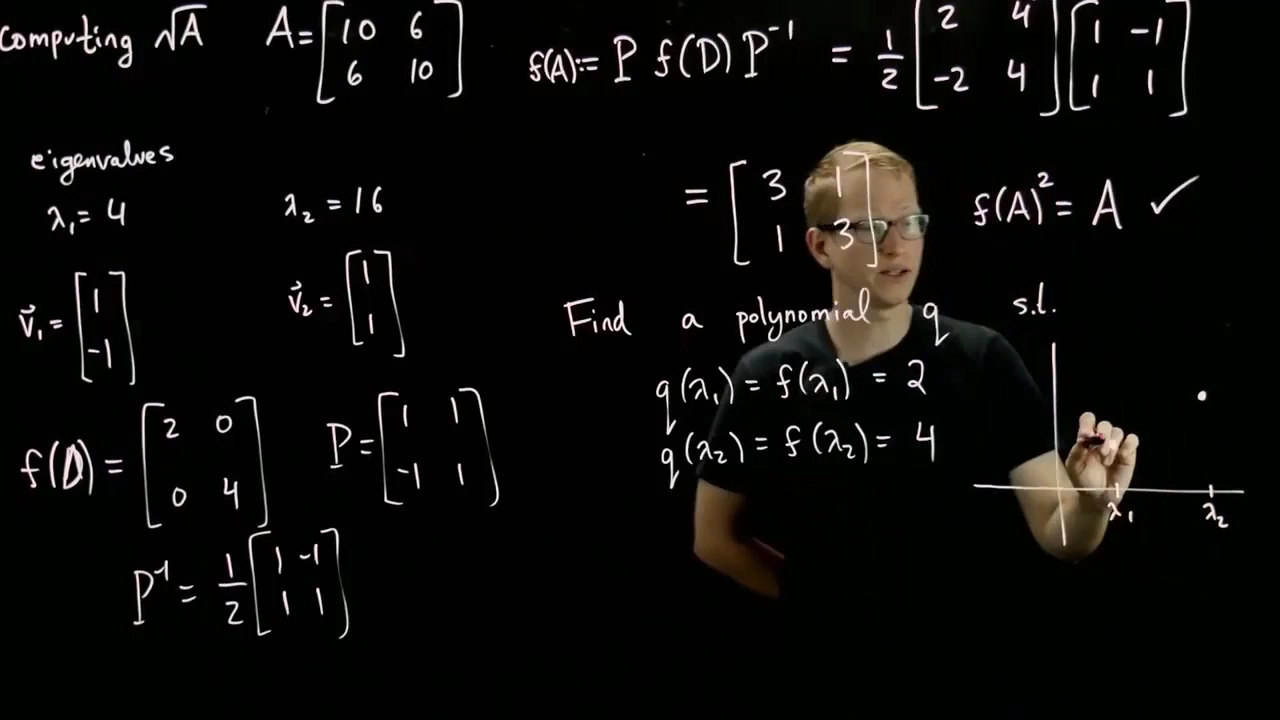 computing √A A = [10 6; 6 10]
eigenvalues
λ₁ = 4 λ₂ = 16
v⃗₁ = [1; -1] v⃗₂ = [1; 1]
f(D) = [2 0; 0 4] P = [1 1; -1 1]
P⁻¹ = 1/2 [1 -1; 1 1]
f(A) := P f(D) P⁻¹ = 1/2 [2 4; -2 4] [1 -1; 1 1]
= [3 1; 1 3] f(A)² = A ✓
Find a polynomial q s.t.
q(λ₁) = f(λ₁) = 2
q(λ₂) = f(λ₂) = 4
λ₁ λ₂